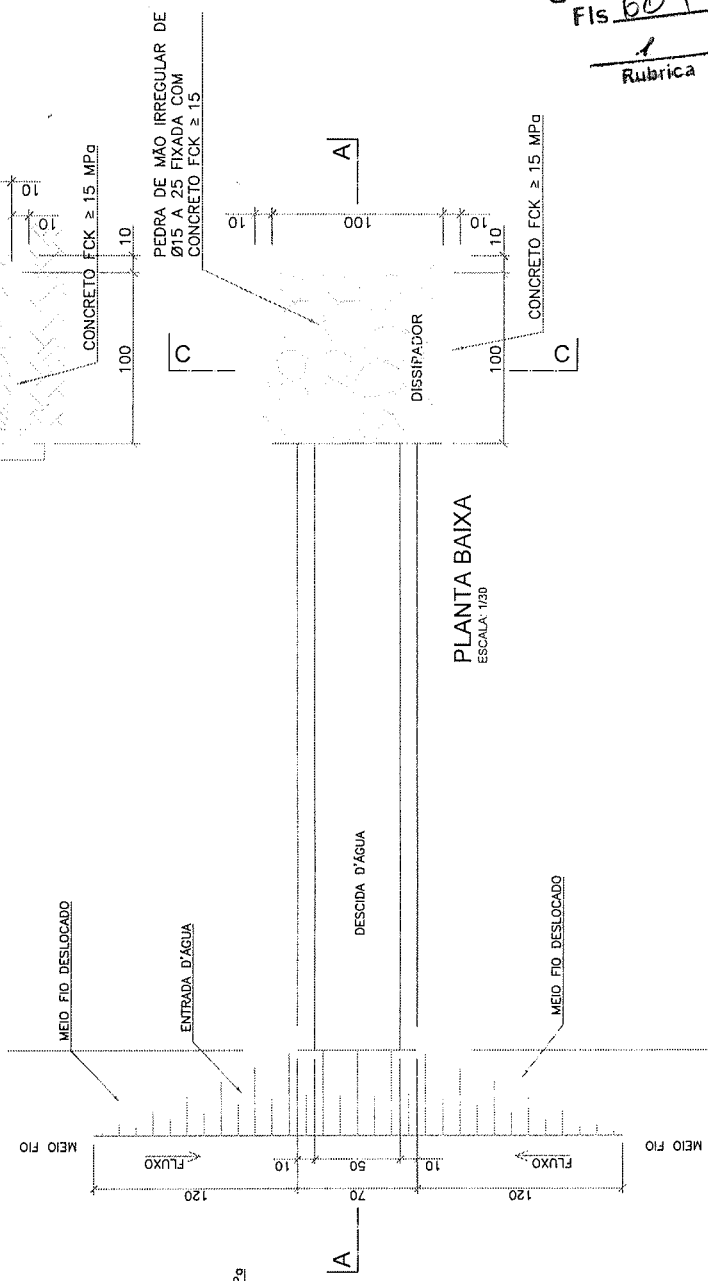 Fls
Rubrica
10
10
CONCRETO FCK ≥ 15 MPa
10
100
PEDRA DE MÃO IRREGULAR DE
Ø15 A 25 FIXADA COM
CONCRETO FCK ≥ 15
A
10
100
10
10
C
DISSIPADOR
CONCRETO FCK ≥ 15 MPa
100
C
PLANTA BAIXA
ESCALA: 1/30
DESCIDA D'ÁGUA
MEIO FIO DESLOCADO
ENTRADA D'ÁGUA
MEIO FIO DESLOCADO
MEIO FIO
FLUXO
10
50
10
FLUXO
MEIO FIO
120
70
120
A